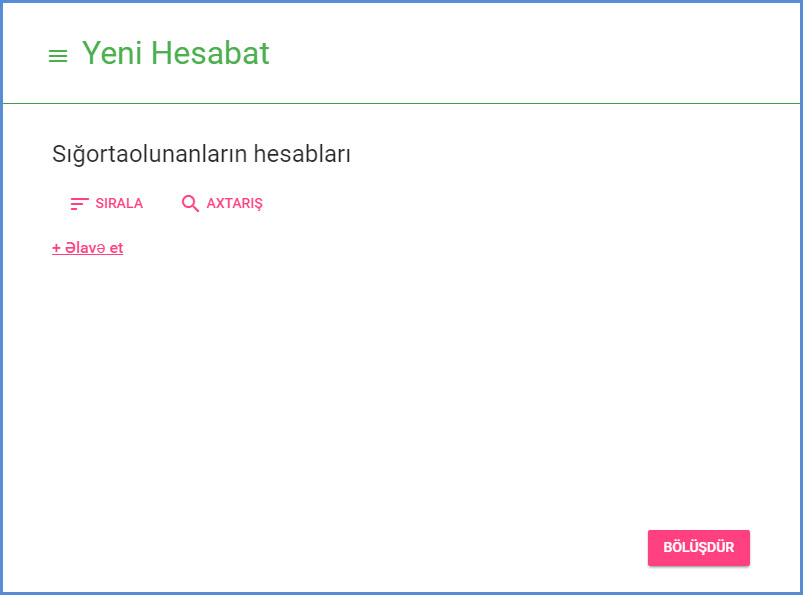 Yeni Hesabat
Sığortaolunanların hesabları
SIRALA AXTARIŞ
+ Əlavə et
BÖLÜŞDÜR